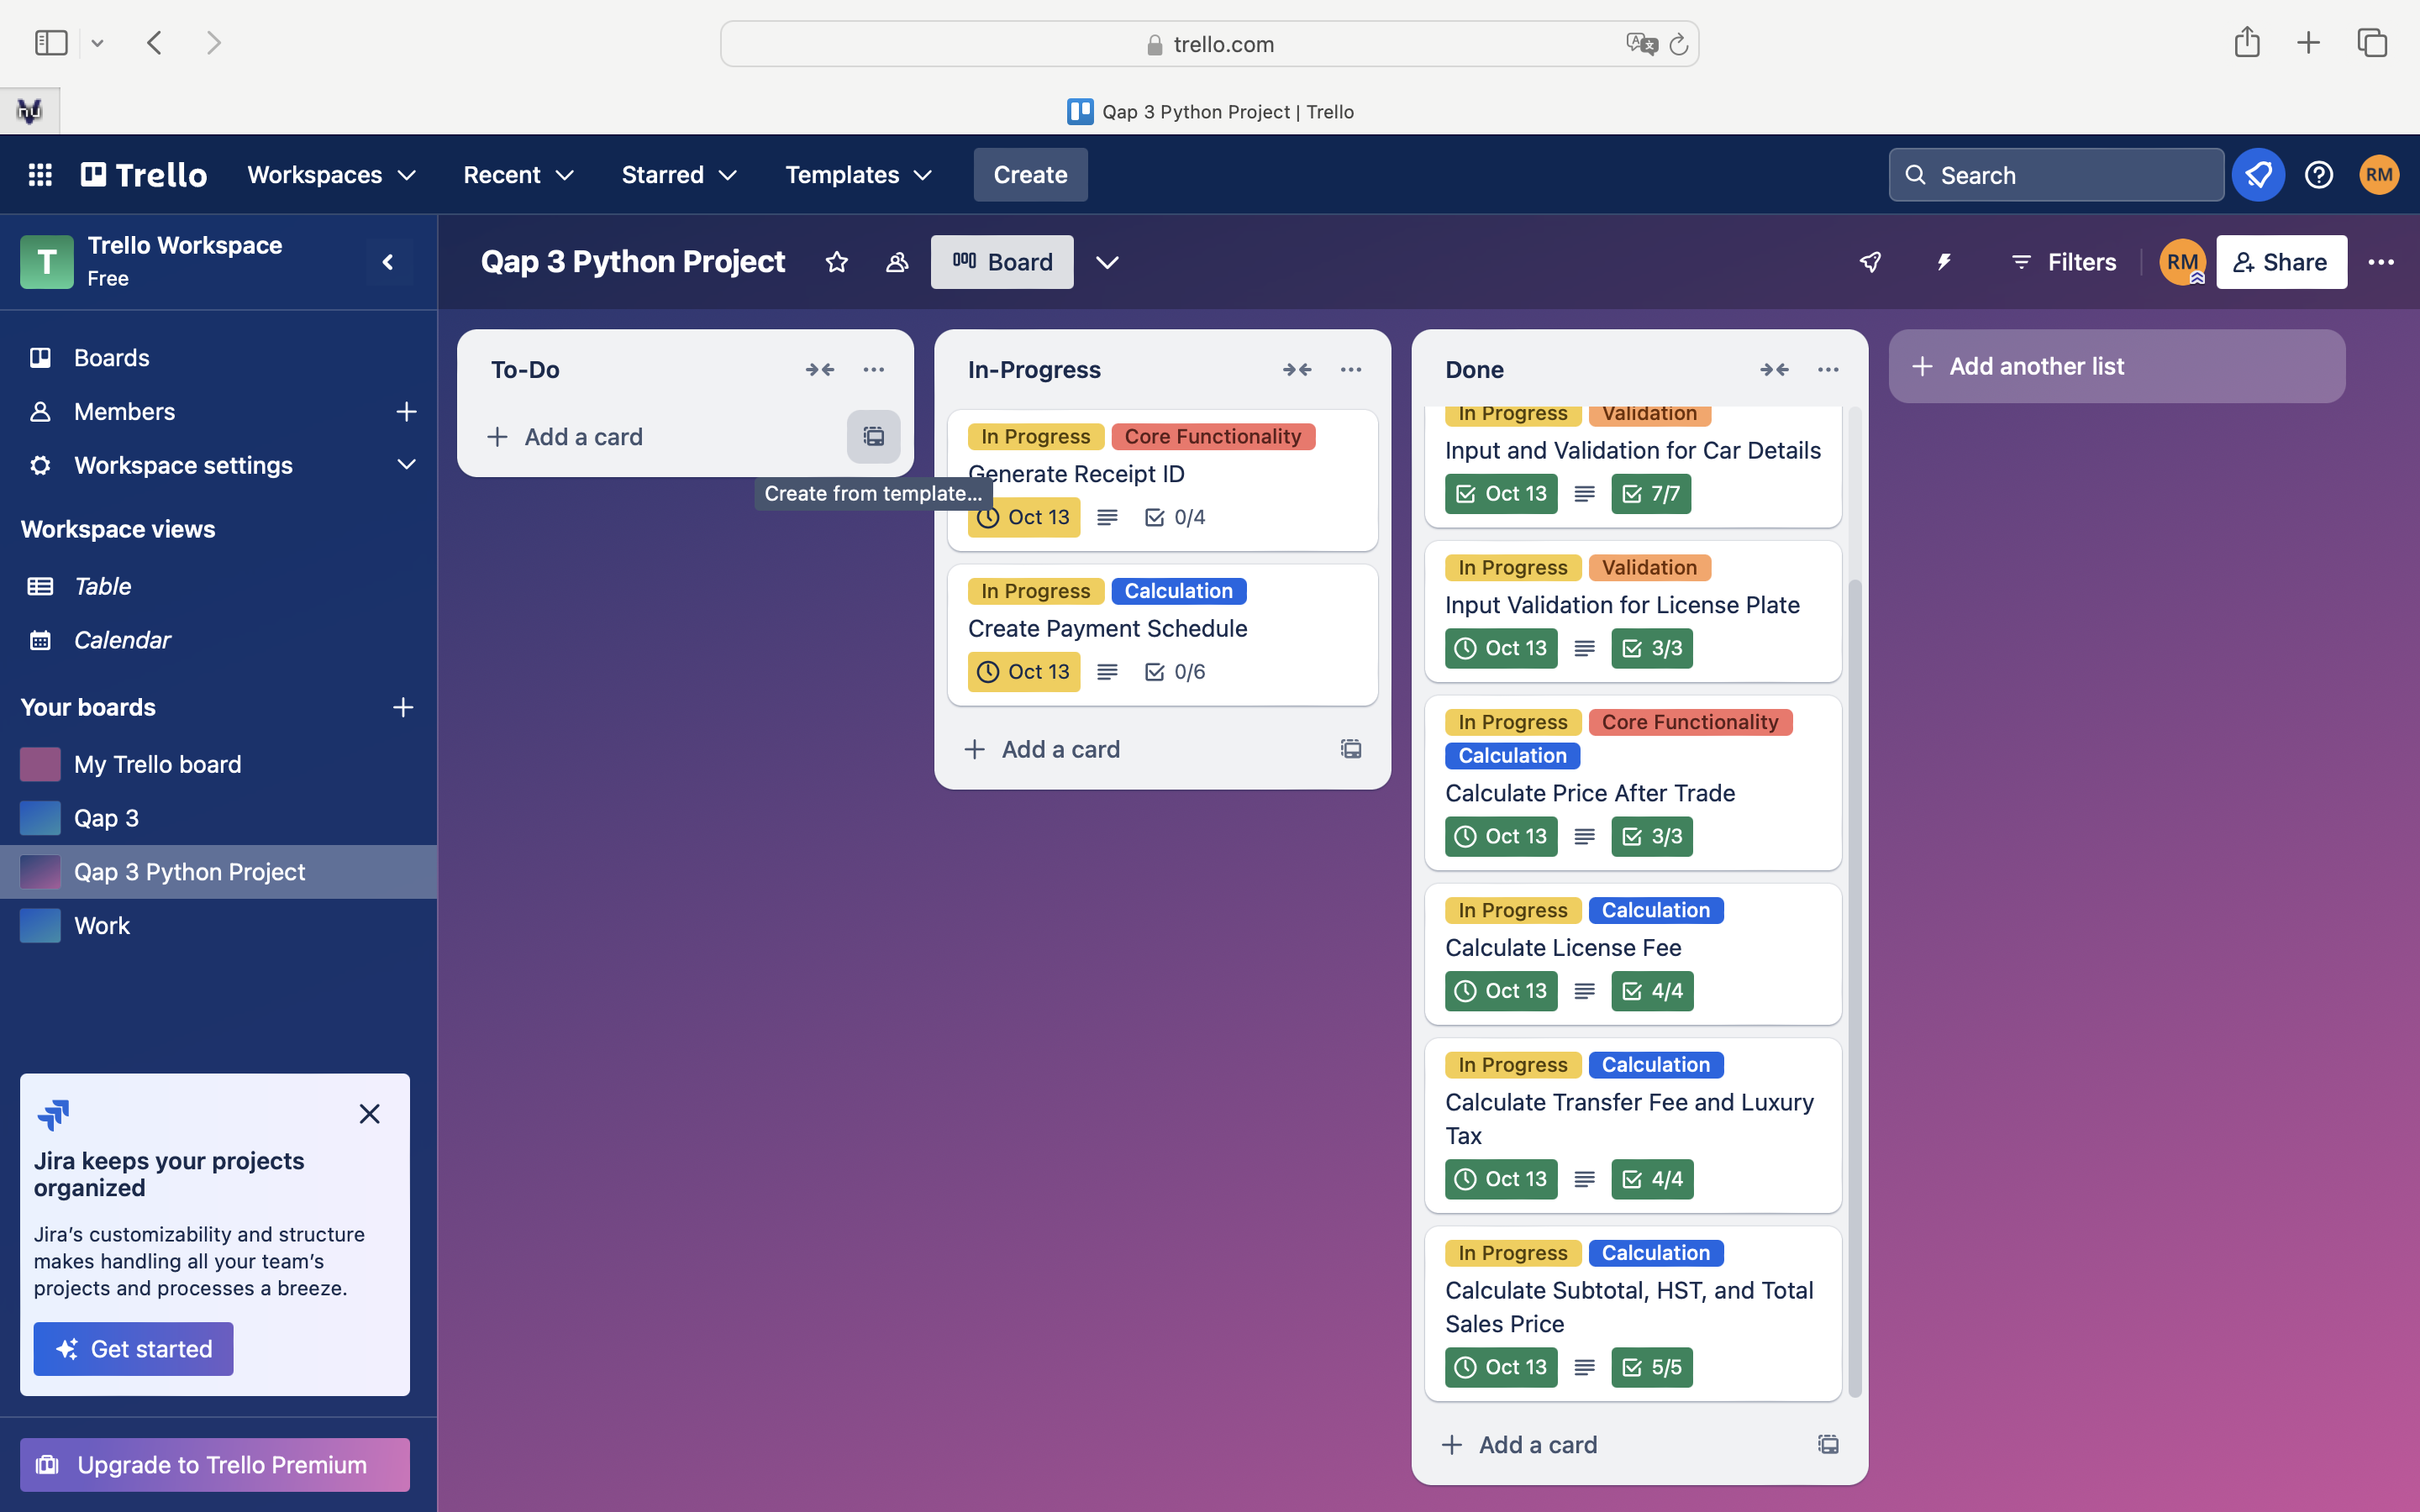 trello.com
nu
Qap 3 Python Project | Trello
Trello
Workspaces
Recent
Starred
Templates
Create
Search
RM
T
Trello Workspace
Free
Qap 3 Python Project
Board
Filters
RM
Share
Boards
Members
Workspace settings
Workspace views
Table
Calendar
Your boards
My Trello board
Qap 3
Qap 3 Python Project
Work
Jira keeps your projects
organized
Jira’s customizability and structure
makes handling all your team’s
projects and processes a breeze.
Get started
Upgrade to Trello Premium
To-Do
Add a card
Create from template...
In-Progress
In Progress Core Functionality
Generate Receipt ID
Oct 13 0/4
In Progress Calculation
Create Payment Schedule
Oct 13 0/6
Add a card
Done
In Progress Validation
Input and Validation for Car Details
Oct 13 7/7
In Progress Validation
Input Validation for License Plate
Oct 13 3/3
In Progress Core Functionality
Calculation
Calculate Price After Trade
Oct 13 3/3
In Progress Calculation
Calculate License Fee
Oct 13 4/4
In Progress Calculation
Calculate Transfer Fee and Luxury
Tax
Oct 13 4/4
In Progress Calculation
Calculate Subtotal, HST, and Total
Sales Price
Oct 13 5/5
Add a card
Add another list